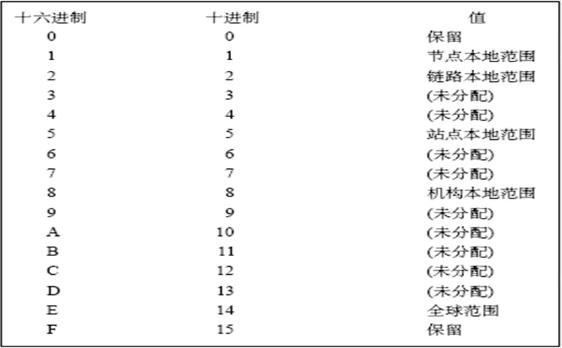 十六进制 十进制 值
0 0 保留
1 1 节点本地范围
2 2 链路本地范围
3 3 (未分配)
4 4 (未分配)
5 5 站点本地范围
6 6 (未分配)
7 7 (未分配)
8 8 机构本地范围
9 9 (未分配)
A 10 (未分配)
B 11 (未分配)
C 12 (未分配)
D 13 (未分配)
E 14 全球范围
F 15 保留